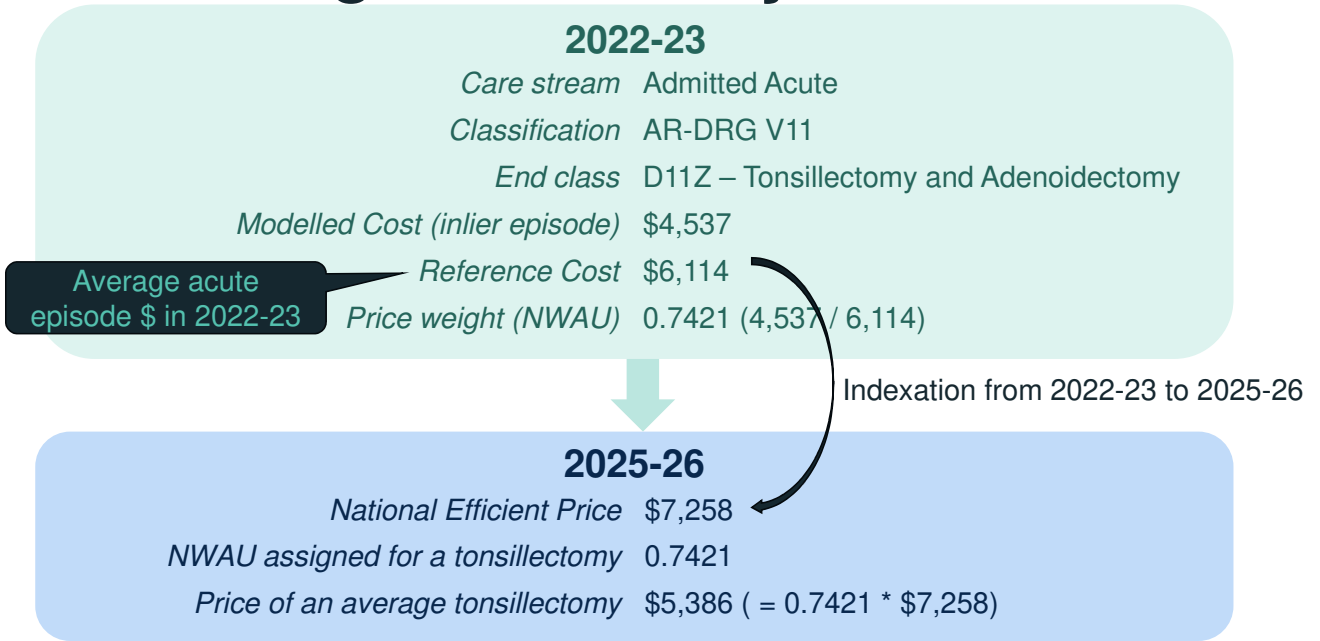 2022-23
Care stream Admitted Acute
Classification AR-DRG V11
End class D11Z – Tonsillectomy and Adenoidectomy
Modelled Cost (inlier episode) $4,537
Reference Cost $6,114
Average acute
episode $ in 2022-23
Price weight (NWAU) 0.7421 (4,537 / 6,114)
Indexation from 2022-23 to 2025-26
2025-26
National Efficient Price $7,258
NWAU assigned for a tonsillectomy 0.7421
Price of an average tonsillectomy $5,386 ( = 0.7421 * $7,258)